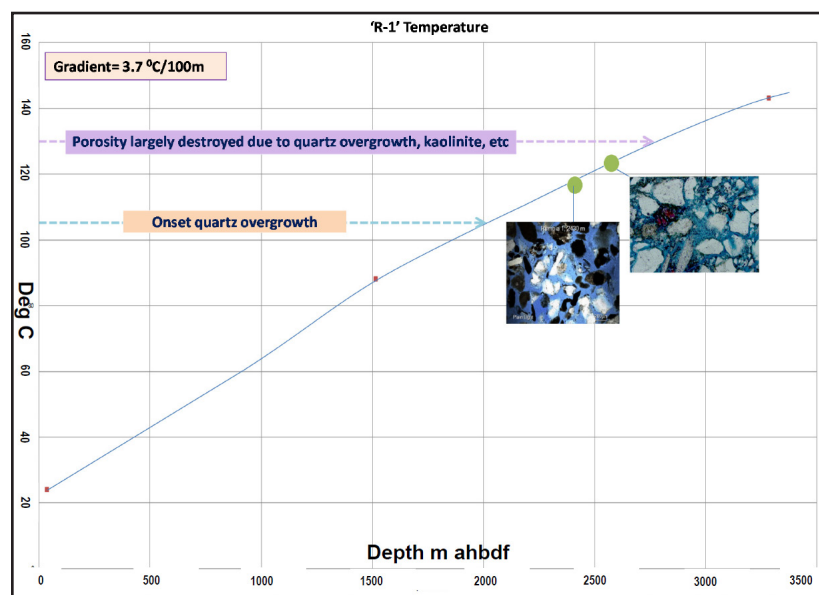 'R-1' Temperature
160
Gradient= 3.7 ⁰C/100m
140
Porosity largely destroyed due to quartz overgrowth, kaolinite, etc
120
Onset quartz overgrowth
100
80
Deg C
60
40
20
Depth m ahbdf
0 500 1000 1500 2000 2500 3000 3500